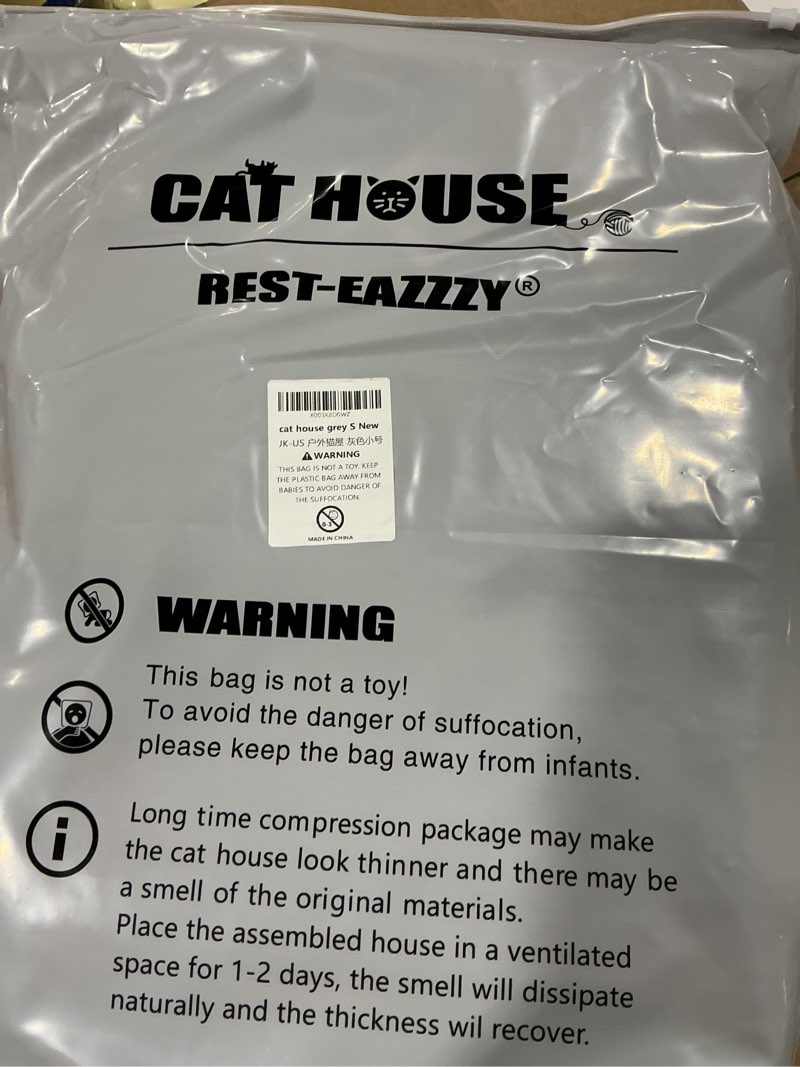 CAT HOUSE
REST-EAZZZY®
cat house grey S New
JK-US 户外猫屋 灰色小号
WARNING
THIS BAG IS NOT A TOY. KEEP
THE PLASTIC BAG AWAY FROM
BABIES TO AVOID DANGER OF
THE SUFFOCATION.
0-3
MADE IN CHINA
WARNING
This bag is not a toy!
To avoid the danger of suffocation,
please keep the bag away from infants.
i
Long time compression package may make
the cat house look thinner and there may be
a smell of the original materials.
Place the assembled house in a ventilated
space for 1-2 days, the smell will dissipate
naturally and the thickness wil recover.